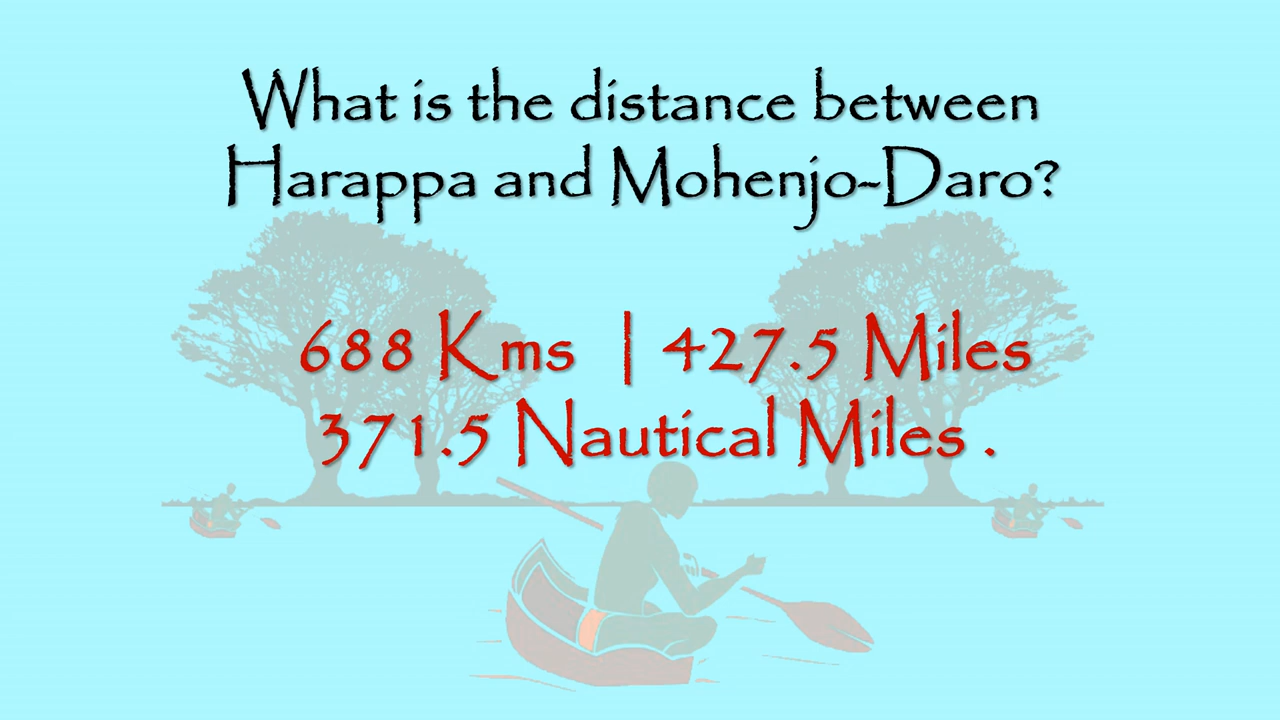 What is the distance between
Harappa and Mohenjo-Daro?
688 Kms | 427.5 Miles
371.5 Nautical Miles .